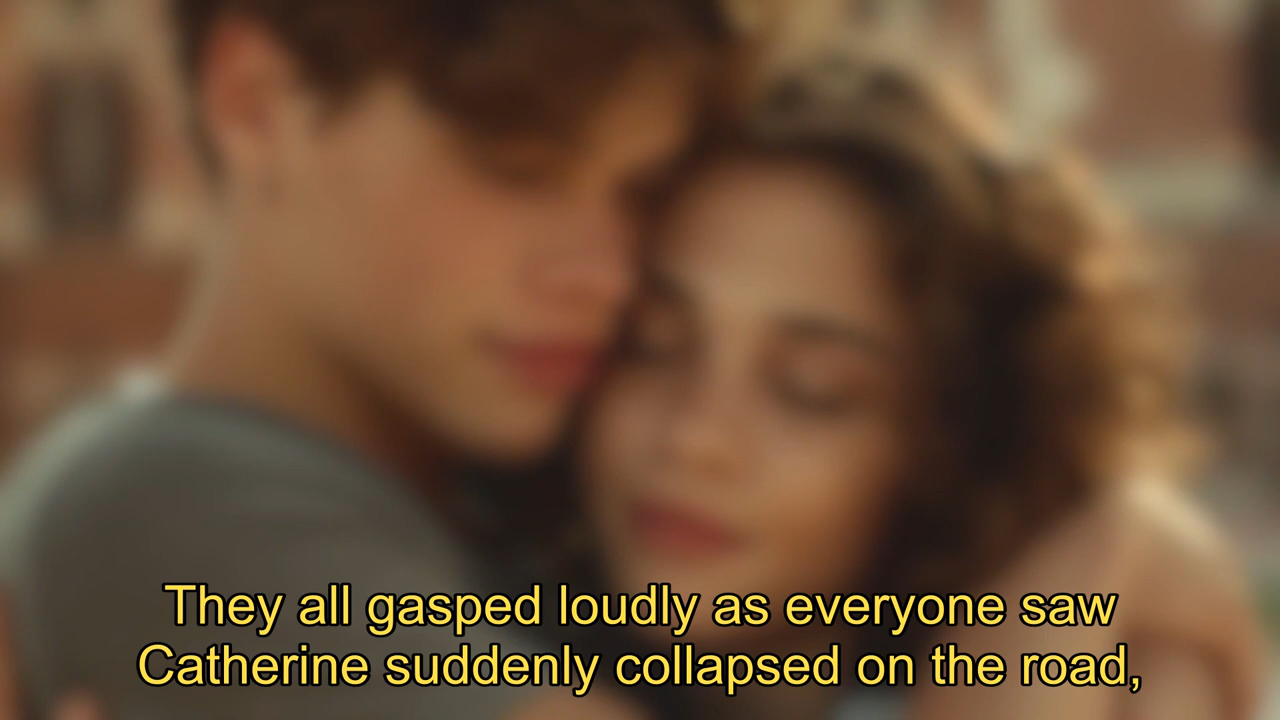 They all gasped loudly as everyone saw
Catherine suddenly collapsed on the road,